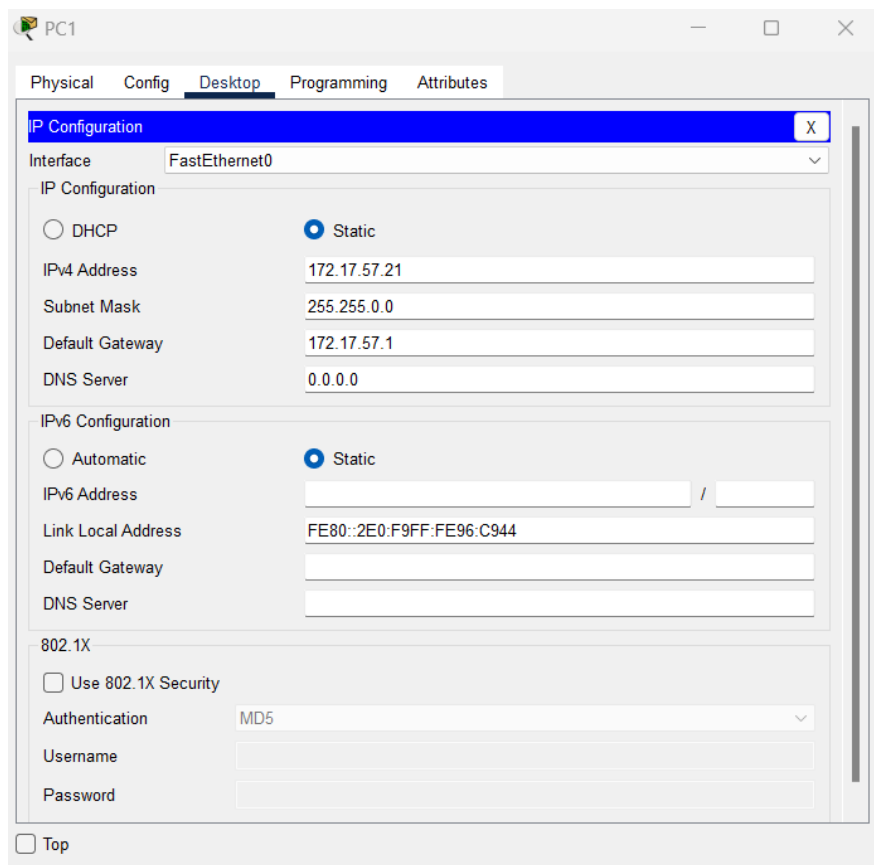 PC1
Physical Config Desktop Programming Attributes
IP Configuration X
Interface FastEthernet0
IP Configuration
DHCP Static
IPv4 Address 172.17.57.21
Subnet Mask 255.255.0.0
Default Gateway 172.17.57.1
DNS Server 0.0.0.0
IPv6 Configuration
Automatic Static
IPv6 Address /
Link Local Address FE80::2E0:F9FF:FE96:C944
Default Gateway
DNS Server
802.1X
Use 802.1X Security
Authentication MD5
Username
Password
Top